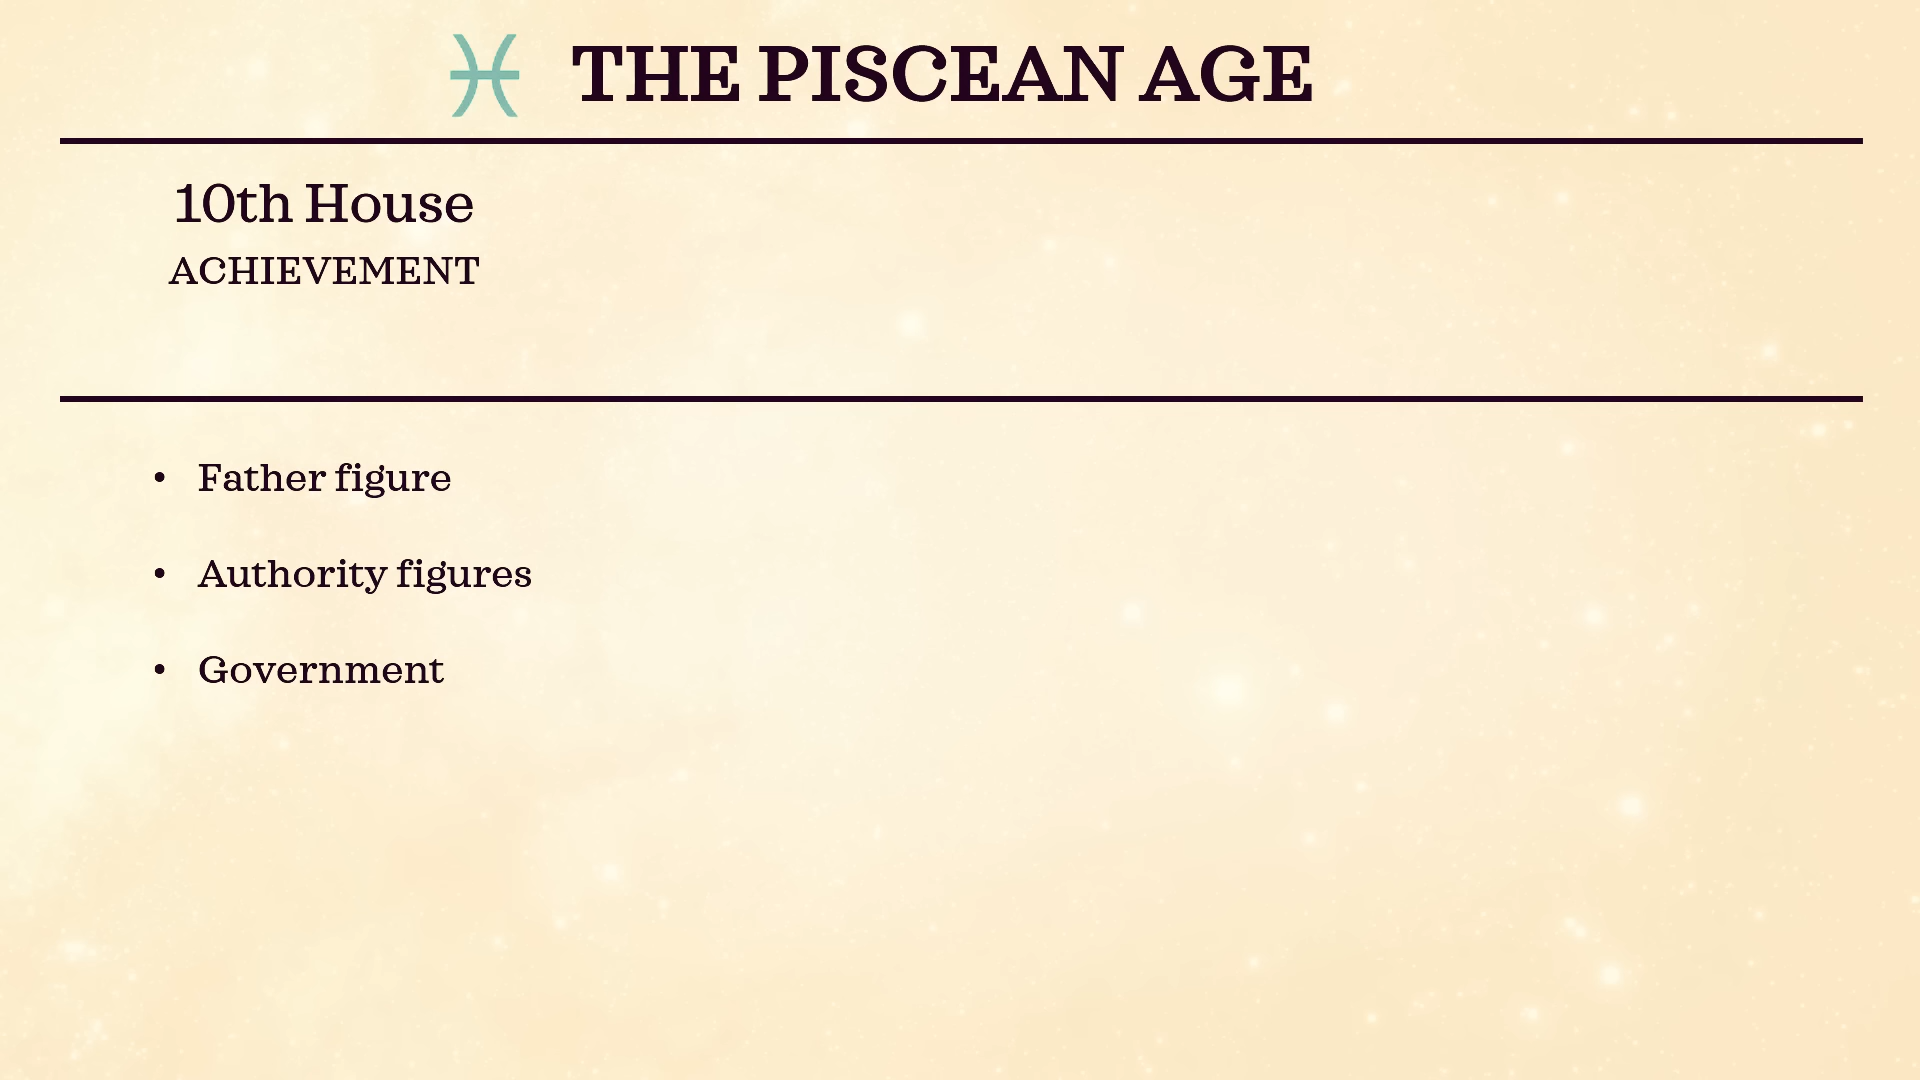 ♓ THE PISCEAN AGE
10th House
ACHIEVEMENT
• Father figure
• Authority figures
• Government